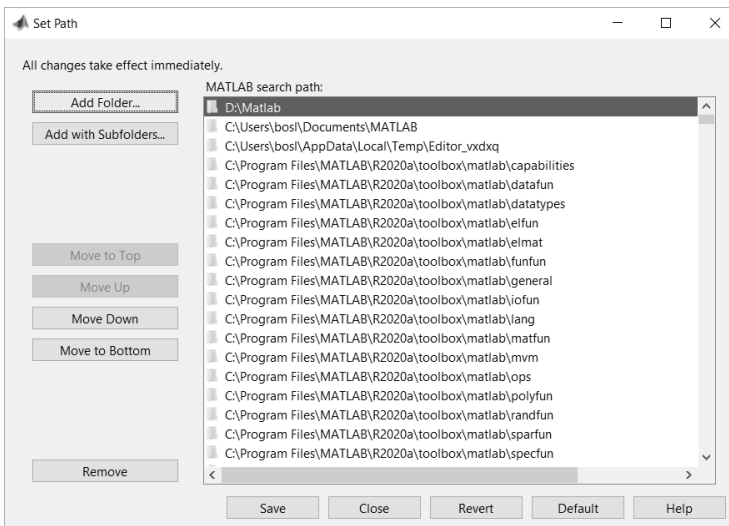 Set Path
All changes take effect immediately.
MATLAB search path:
Add Folder...
Add with Subfolders...
Move to Top
Move Up
Move Down
Move to Bottom
Remove
D:\Matlab
C:\Users\bosl\Documents\MATLAB
C:\Users\bosl\AppData\Local\Temp\Editor_vxdxq
C:\Program Files\MATLAB\R2020a\toolbox\matlab\capabilities
C:\Program Files\MATLAB\R2020a\toolbox\matlab\datafun
C:\Program Files\MATLAB\R2020a\toolbox\matlab\datatypes
C:\Program Files\MATLAB\R2020a\toolbox\matlab\elfun
C:\Program Files\MATLAB\R2020a\toolbox\matlab\elmat
C:\Program Files\MATLAB\R2020a\toolbox\matlab\funfun
C:\Program Files\MATLAB\R2020a\toolbox\matlab\general
C:\Program Files\MATLAB\R2020a\toolbox\matlab\iofun
C:\Program Files\MATLAB\R2020a\toolbox\matlab\lang
C:\Program Files\MATLAB\R2020a\toolbox\matlab\matfun
C:\Program Files\MATLAB\R2020a\toolbox\matlab\mvm
C:\Program Files\MATLAB\R2020a\toolbox\matlab\ops
C:\Program Files\MATLAB\R2020a\toolbox\matlab\polyfun
C:\Program Files\MATLAB\R2020a\toolbox\matlab\randfun
C:\Program Files\MATLAB\R2020a\toolbox\matlab\sparfun
C:\Program Files\MATLAB\R2020a\toolbox\matlab\specfun
Save Close Revert Default Help